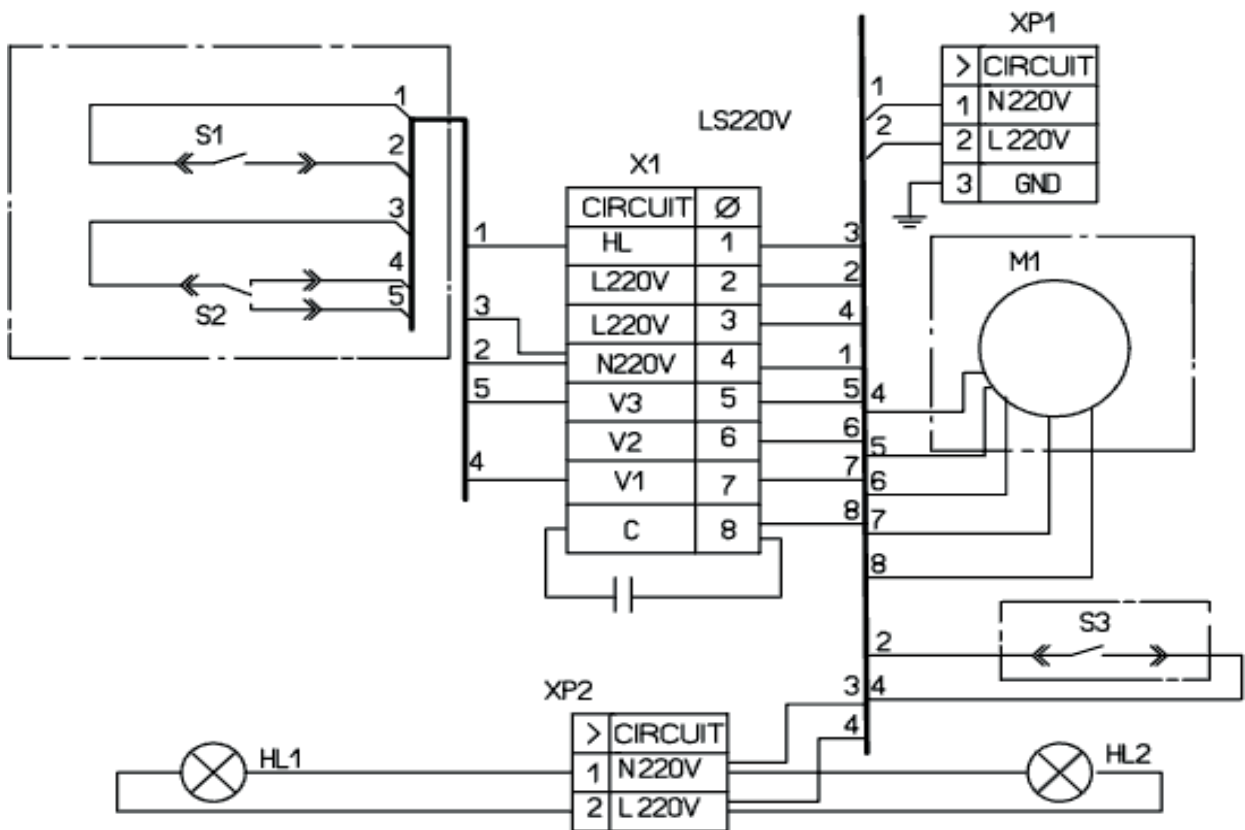 XP1
> CIRCUIT
1 N220V
2 L220V
3 GND
1
2
LS220V
1
S1
2
3
4
5
S2
X1
CIRCUIT Ø
1 HL 1 3
L220V 2 2
3 L220V 3 4
2 N220V 4 1
5 V3 5 5
V2 6 6
4 V1 7 7
C 8 8
M1
4
5
6
7
8
S3
2
3 4
4
XP2
> CIRCUIT
1 N220V
2 L220V
HL1
HL2